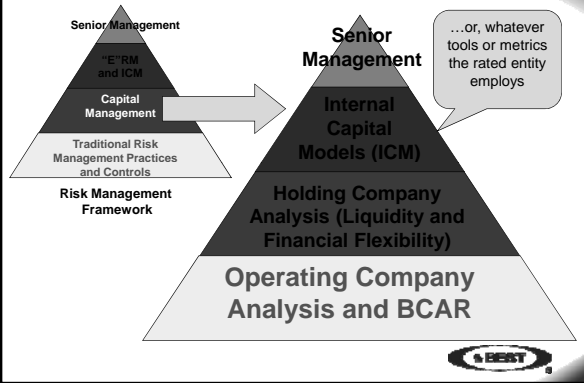 Senior Management
"E"RM
and ICM
Capital
Management
Traditional Risk
Management Practices
and Controls
Risk Management
Framework
Senior
Management
Internal
Capital
Models (ICM)
Holding Company
Analysis (Liquidity and
Financial Flexibility)
Operating Company
Analysis and BCAR
…or, whatever
tools or metrics
the rated entity
employs
BEST